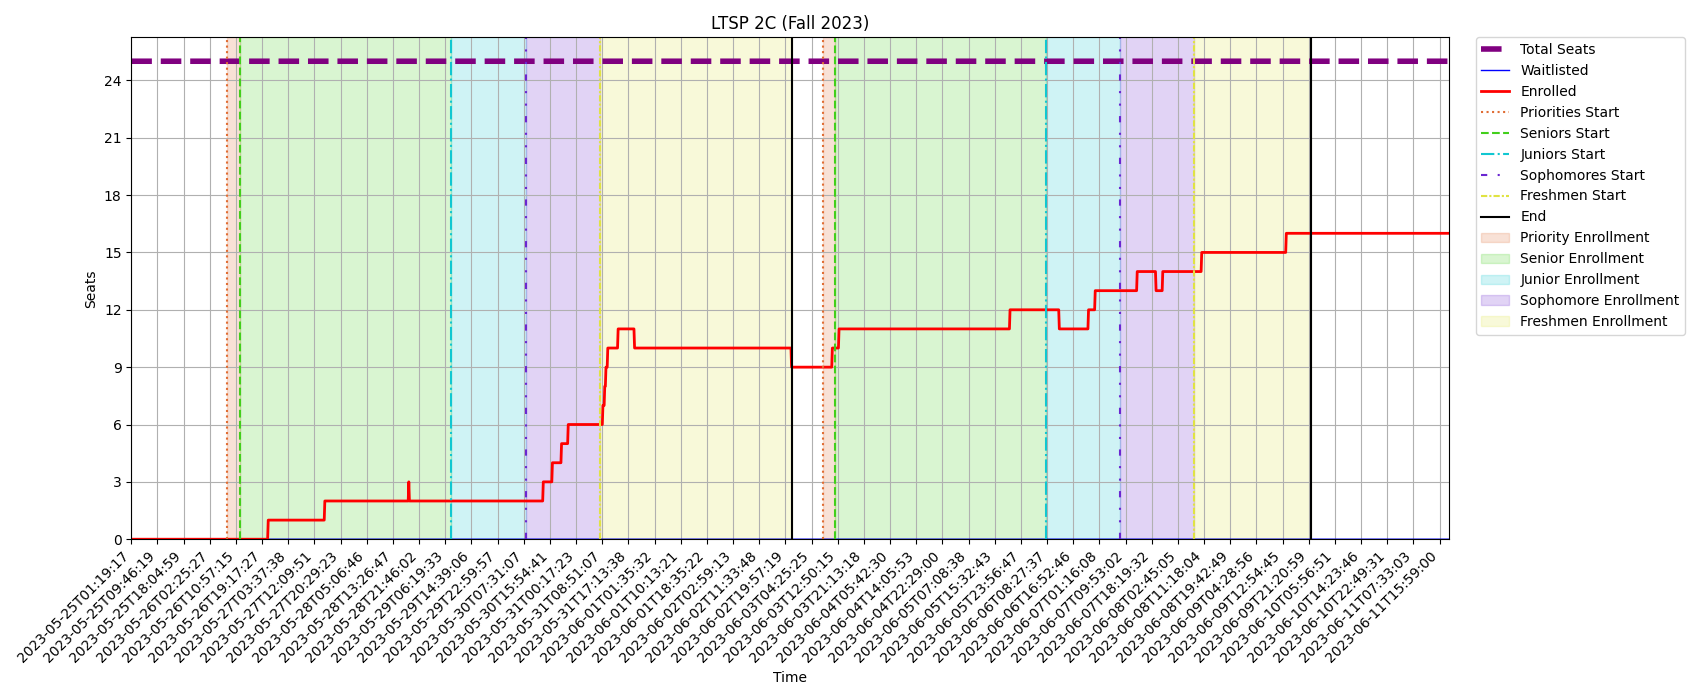 LTSP 2C (Fall 2023)
Seats
24
21
18
15
12
9
6
3
0
2023-05-25T01:19:17
2023-05-25T09:46:19
2023-05-25T18:04:59
2023-05-26T02:25:27
2023-05-26T10:57:15
2023-05-26T19:17:27
2023-05-27T03:37:38
2023-05-27T12:09:51
2023-05-27T20:29:23
2023-05-28T05:06:46
2023-05-28T13:26:47
2023-05-28T21:46:02
2023-05-29T06:19:33
2023-05-29T14:39:06
2023-05-29T22:59:57
2023-05-30T07:31:07
2023-05-30T15:54:41
2023-05-31T00:17:23
2023-05-31T08:51:07
2023-05-31T17:13:38
2023-06-01T01:35:32
2023-06-01T10:13:21
2023-06-01T18:35:22
2023-06-02T02:59:13
2023-06-02T11:33:48
2023-06-02T19:57:19
2023-06-03T04:25:25
2023-06-03T12:50:15
2023-06-03T21:13:18
2023-06-04T05:42:30
2023-06-04T14:05:53
2023-06-04T22:29:00
2023-06-05T07:08:38
2023-06-05T15:32:43
2023-06-05T23:56:47
2023-06-06T08:27:37
2023-06-06T16:52:46
2023-06-07T01:16:08
2023-06-07T09:53:02
2023-06-07T18:19:32
2023-06-08T02:45:05
2023-06-08T11:18:04
2023-06-08T19:42:49
2023-06-09T04:28:56
2023-06-09T12:54:45
2023-06-09T21:20:59
2023-06-10T05:56:51
2023-06-10T14:23:46
2023-06-10T22:49:31
2023-06-11T07:33:03
2023-06-11T15:59:00
Time
Total Seats
Waitlisted
Enrolled
Priorities Start
Seniors Start
Juniors Start
Sophomores Start
Freshmen Start
End
Priority Enrollment
Senior Enrollment
Junior Enrollment
Sophomore Enrollment
Freshmen Enrollment